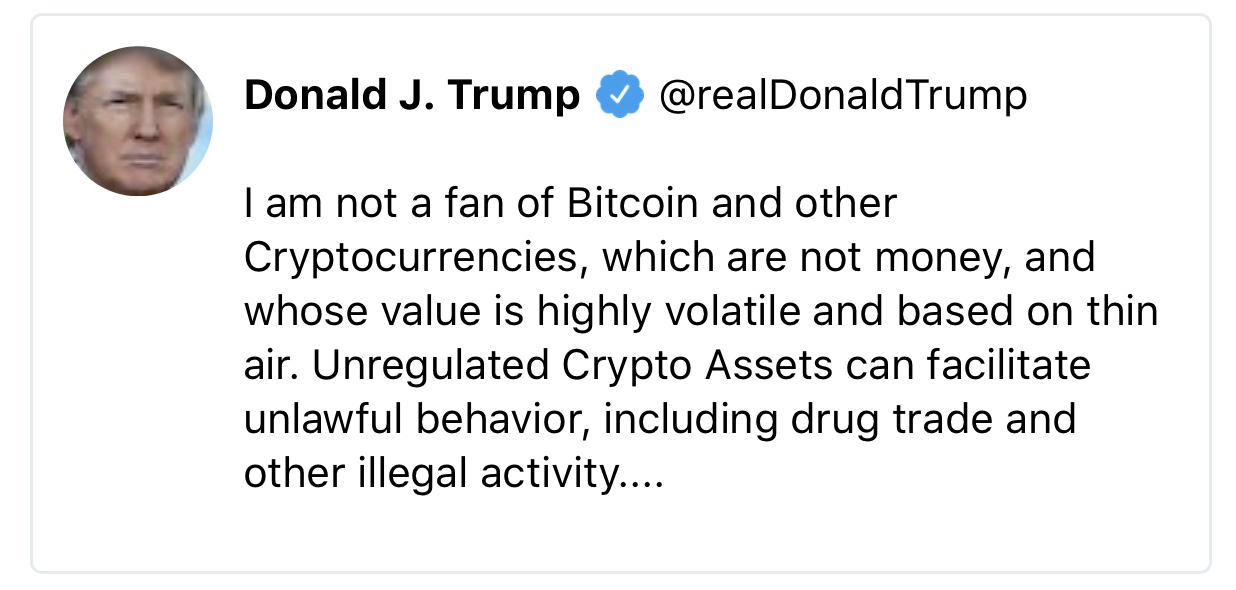 Donald J. Trump @realDonaldTrump
I am not a fan of Bitcoin and other
Cryptocurrencies, which are not money, and
whose value is highly volatile and based on thin
air. Unregulated Crypto Assets can facilitate
unlawful behavior, including drug trade and
other illegal activity....